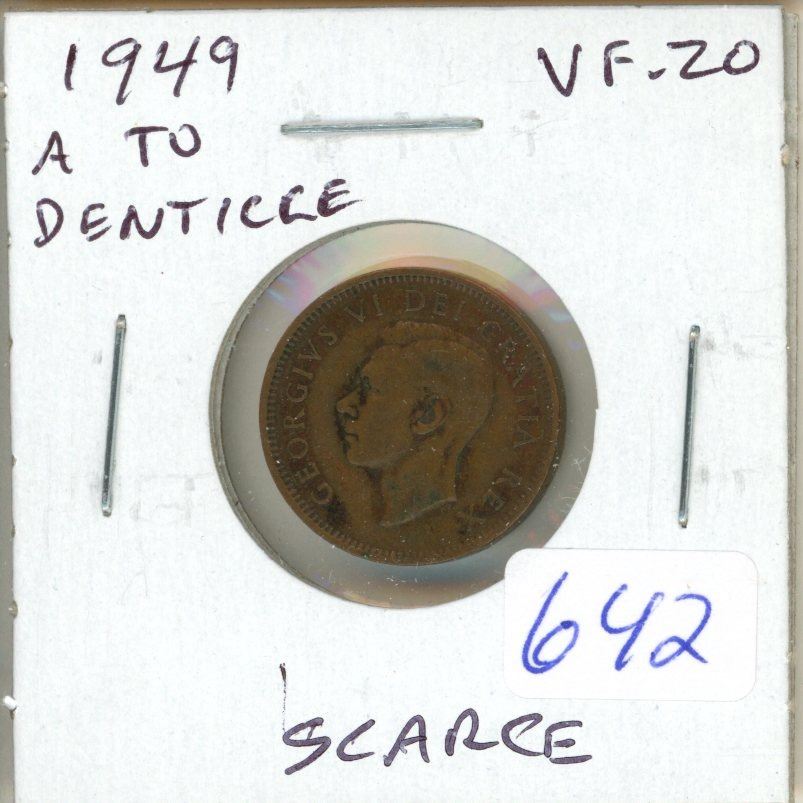 1949 VF-20
A TO
DENTICLE
GEORGIVS VI DEI GRATIA REX
642
SCARCE